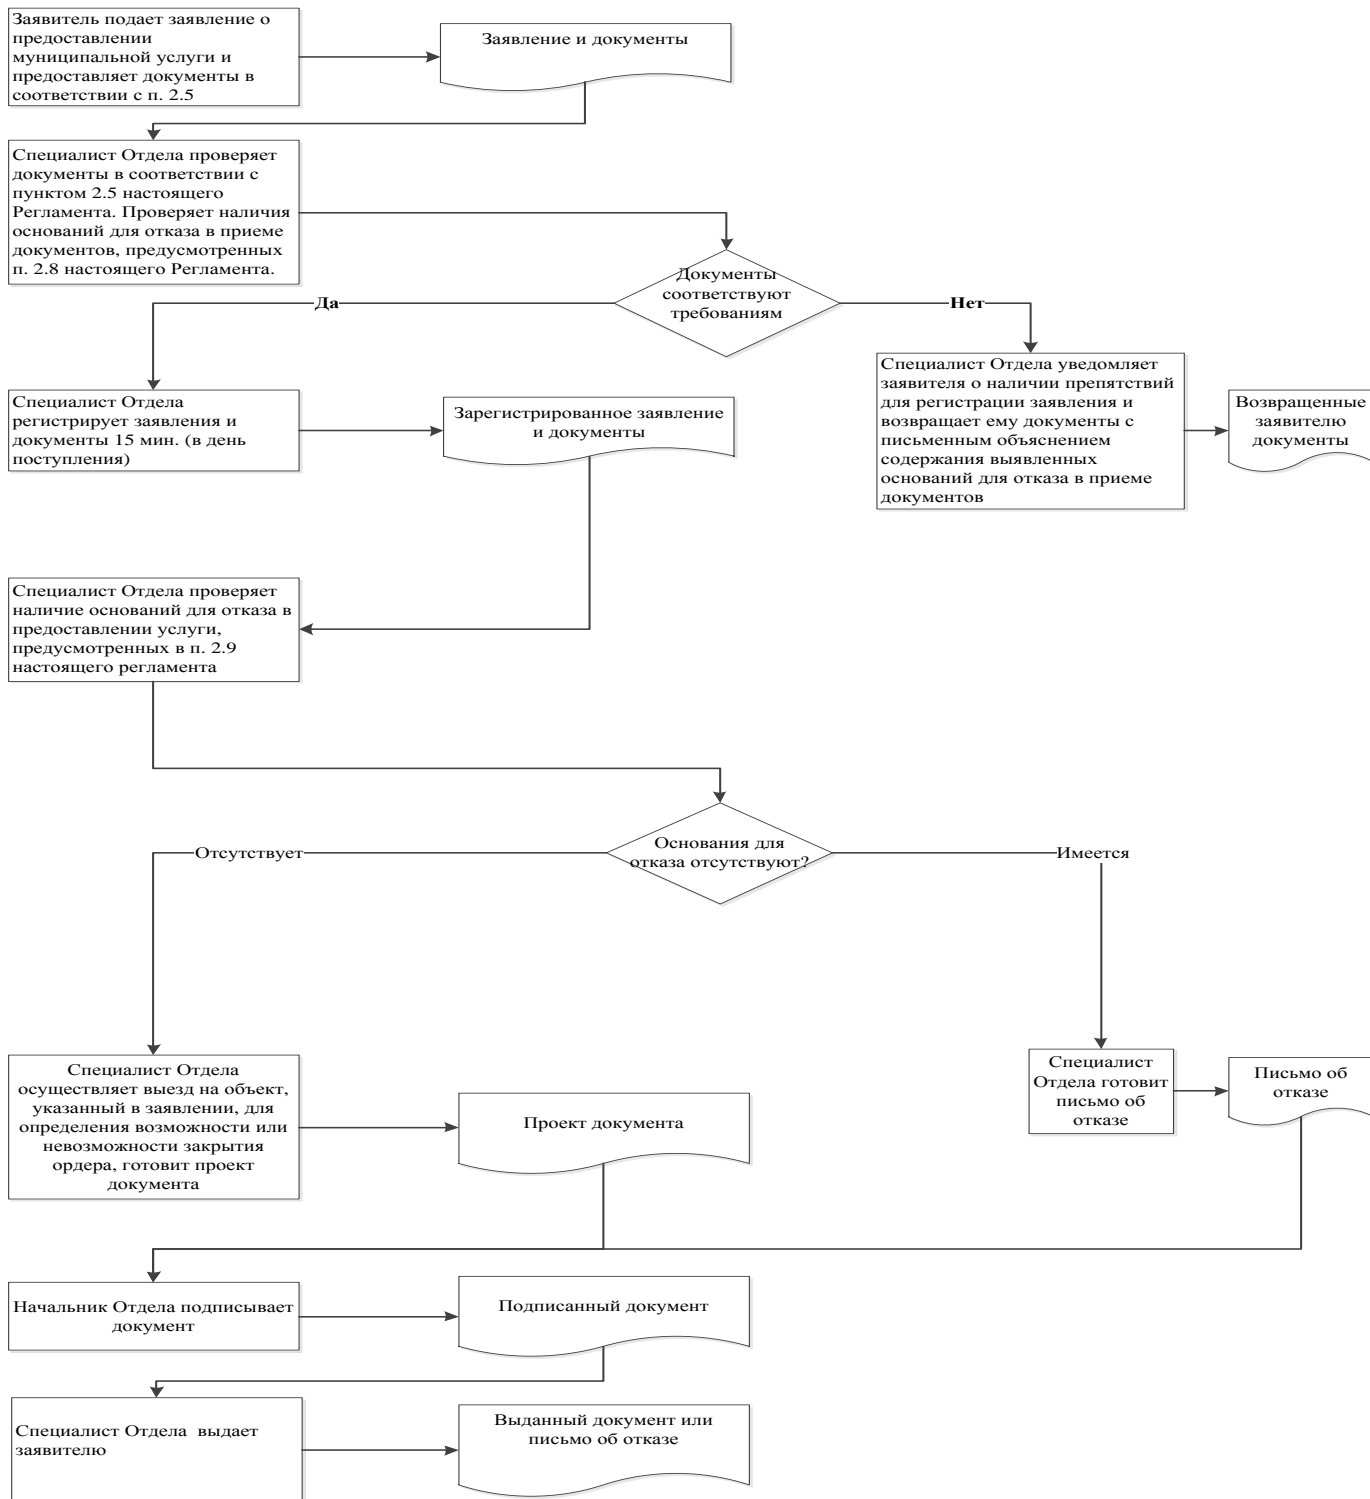 Заявитель подает заявление о
предоставлении
муниципальной услуги и
предоставляет документы в
соответствии с п. 2.5
Заявление и документы
Специалист Отдела проверяет
документы в соответствии с
пунктом 2.5 настоящего
Регламента. Проверяет наличия
оснований для отказа в приеме
документов, предусмотренных
п. 2.8 настоящего Регламента.
Документы
соответствуют
требованиям
Да
Нет
Специалист Отдела
регистрирует заявления и
документы 15 мин. (в день
поступления)
Зарегистрированное заявление
и документы
Специалист Отдела уведомляет
заявителя о наличии препятствий
для регистрации заявления и
возвращает ему документы с
письменным объяснением
содержания выявленных
оснований для отказа в приеме
документов
Возвращенные
заявителю
документы
Специалист Отдела проверяет
наличие оснований для отказа в
предоставлении услуги,
предусмотренных в п. 2.9
настоящего регламента
Основания для
отказа отсутствуют?
Отсутствует
Имеется
Специалист Отдела
осуществляет выезд на объект,
указанный в заявлении, для
определения возможности или
невозможности закрытия
ордера, готовит проект
документа
Проект документа
Специалист
Отдела готовит
письмо об
отказе
Письмо об
отказе
Начальник Отдела подписывает
документ
Подписанный документ
Специалист Отдела  выдает
заявителю
Выданный документ или
письмо об отказе